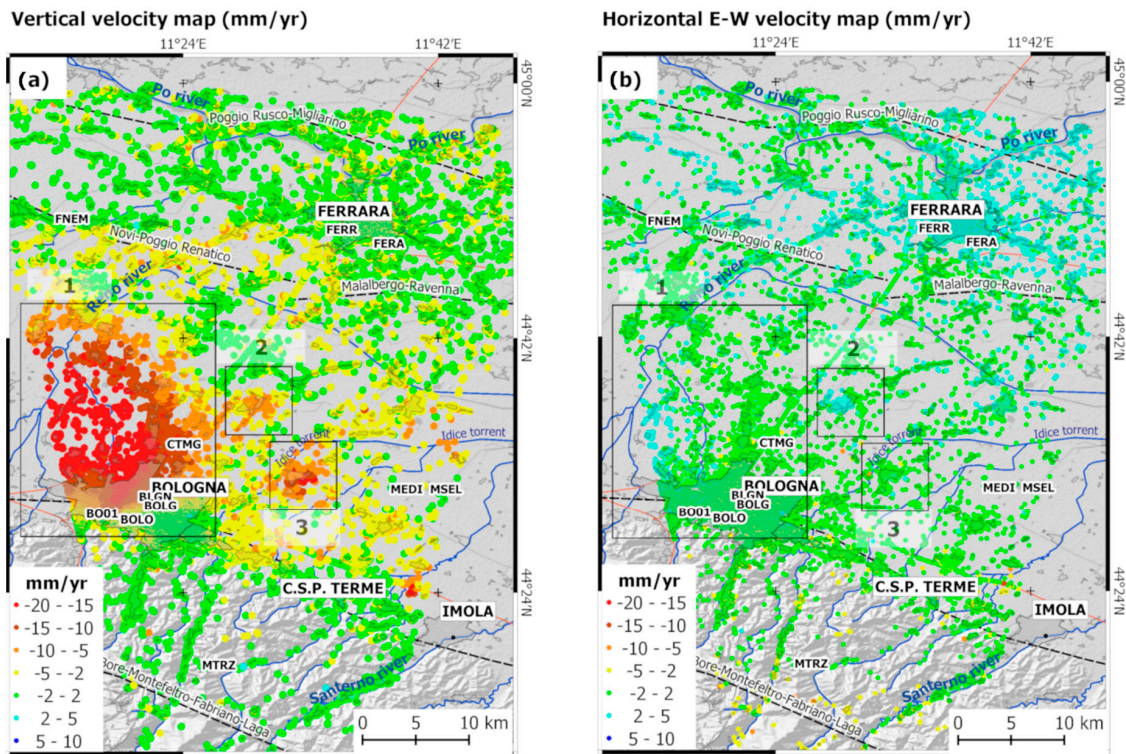 Vertical velocity map (mm/yr)
11°24′E
11°42′E
(a)
Po river
Poggio Rusco-Migliarino
Po river
FERRARA
FERR
FERA
FNEM
Novi-Poggio Renatico
Malalbergo-Ravenna
1
2
CTMG
Idice torrent
Idice torrent
BOLOGNA
BLGN
BOLG
BO01
BOLO
MEDI MSEL
3
C.S.P. TERME
IMOLA
MTRZ
Santerno river
bore-Montefeltro-Fabriano-Laga
mm/yr
-20 - -15
-15 - -10
-10 - -5
-5 - -2
-2 - 2
2 - 5
5 - 10
0 5 10 km
45°00′N
44°42′N
44°24′N
Horizontal E-W velocity map (mm/yr)
11°24′E
11°42′E
(b)
Po river
Poggio Rusco-Migliarino
Po river
FERRARA
FERR
FERA
FNEM
Novi-Poggio Renatico
Malalbergo-Ravenna
1
2
CTMG
Idice torrent
Idice torrent
BOLOGNA
BLGN
BOLG
BO01
BOLO
MEDI MSEL
3
C.S.P. TERME
IMOLA
MTRZ
Santerno river
bore-Montefeltro-Fabriano-Laga
mm/yr
-20 - -15
-15 - -10
-10 - -5
-5 - -2
-2 - 2
2 - 5
5 - 10
0 5 10 km
45°00′N
44°42′N
44°24′N